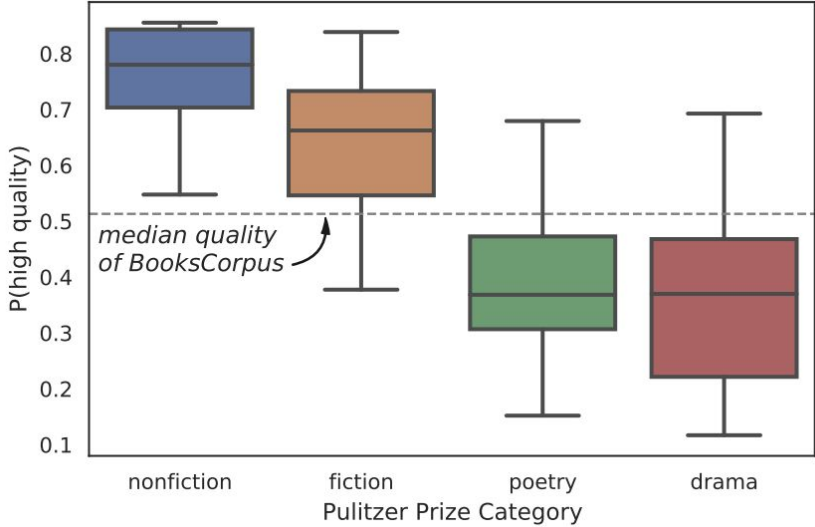 0.8
0.7
0.6
0.5
0.4
0.3
0.2
0.1
P(high quality)
median quality
of BooksCorpus
nonfiction fiction poetry drama
Pulitzer Prize Category